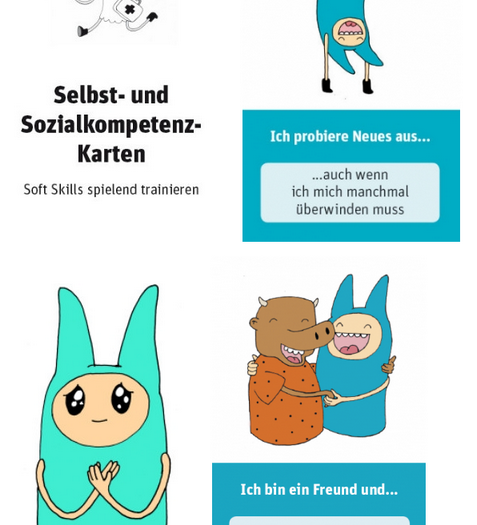 Selbst- und
Sozialkompetenz-
Karten
Soft Skills spielend trainieren
Ich probiere Neues aus...
...auch wenn
ich mich manchmal
überwinden muss
Ich bin ein Freund und...